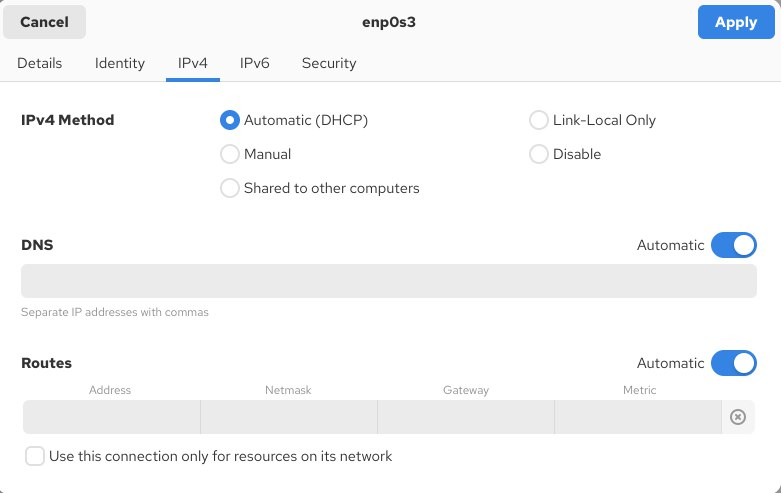 Cancel enp0s3 Apply
Details Identity IPv4 IPv6 Security
IPv4 Method Automatic (DHCP) Link-Local Only
Manual Disable
Shared to other computers
DNS Automatic
Separate IP addresses with commas
Routes Automatic
Address Netmask Gateway Metric
Use this connection only for resources on its network